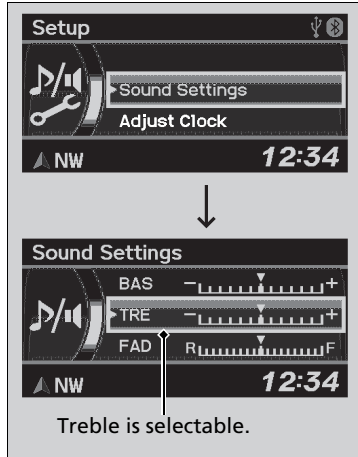 Setup
Sound Settings
Adjust Clock
NW 12:34
Sound Settings
BAS − +
TRE − +
FAD R F
NW 12:34
Treble is selectable.